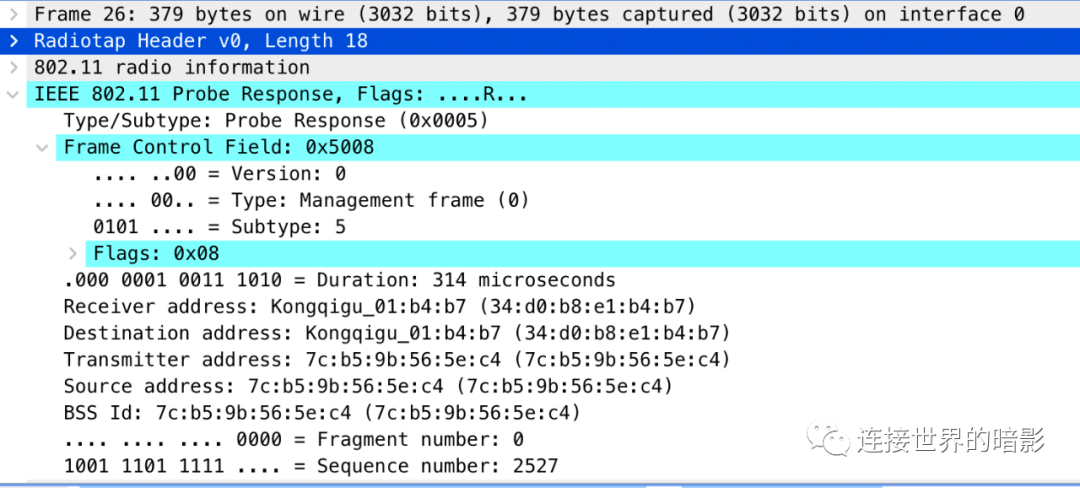 Frame 26: 379 bytes on wire (3032 bits), 379 bytes captured (3032 bits) on interface 0
Radiotap Header v0, Length 18
802.11 radio information
IEEE 802.11 Probe Response, Flags: ....R...
Type/Subtype: Probe Response (0x0005)
Frame Control Field: 0x5008
.... ..00 = Version: 0
.... 00.. = Type: Management frame (0)
0101 .... = Subtype: 5
Flags: 0x08
.000 0001 0011 1010 = Duration: 314 microseconds
Receiver address: Kongqigu_01:b4:b7 (34:d0:b8:e1:b4:b7)
Destination address: Kongqigu_01:b4:b7 (34:d0:b8:e1:b4:b7)
Transmitter address: 7c:b5:9b:56:5e:c4 (7c:b5:9b:56:5e:c4)
Source address: 7c:b5:9b:56:5e:c4 (7c:b5:9b:56:5e:c4)
BSS Id: 7c:b5:9b:56:5e:c4 (7c:b5:9b:56:5e:c4)
.... .... .... 0000 = Fragment number: 0
1001 1101 1111 .... = Sequence number: 2527
连接世界的暗影